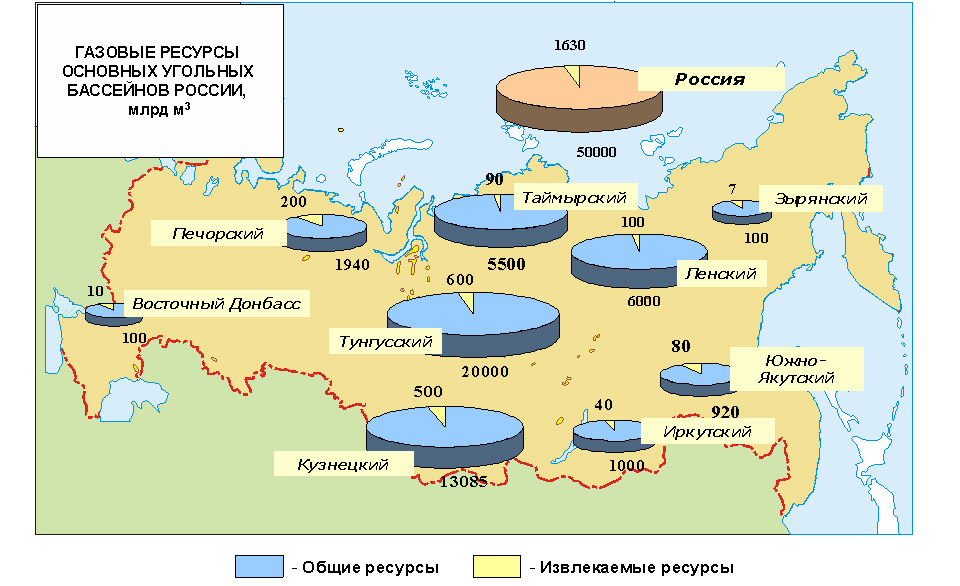 ГАЗОВЫЕ РЕСУРСЫ
ОСНОВНЫХ УГОЛЬНЫХ
БАССЕЙНОВ РОССИИ,
млрд м³
1630
Россия
50000
90
Таймырский
5500
7
Зырянский
100
200
Печорский
1940
100
Ленский
6000
10
Восточный Донбасс
100
600
Тунгусский
20000
80
Южно-
Якутский
920
500
Кузнецкий
13085
40
Иркутский
1000
- Общие ресурсы
- Извлекаемые ресурсы